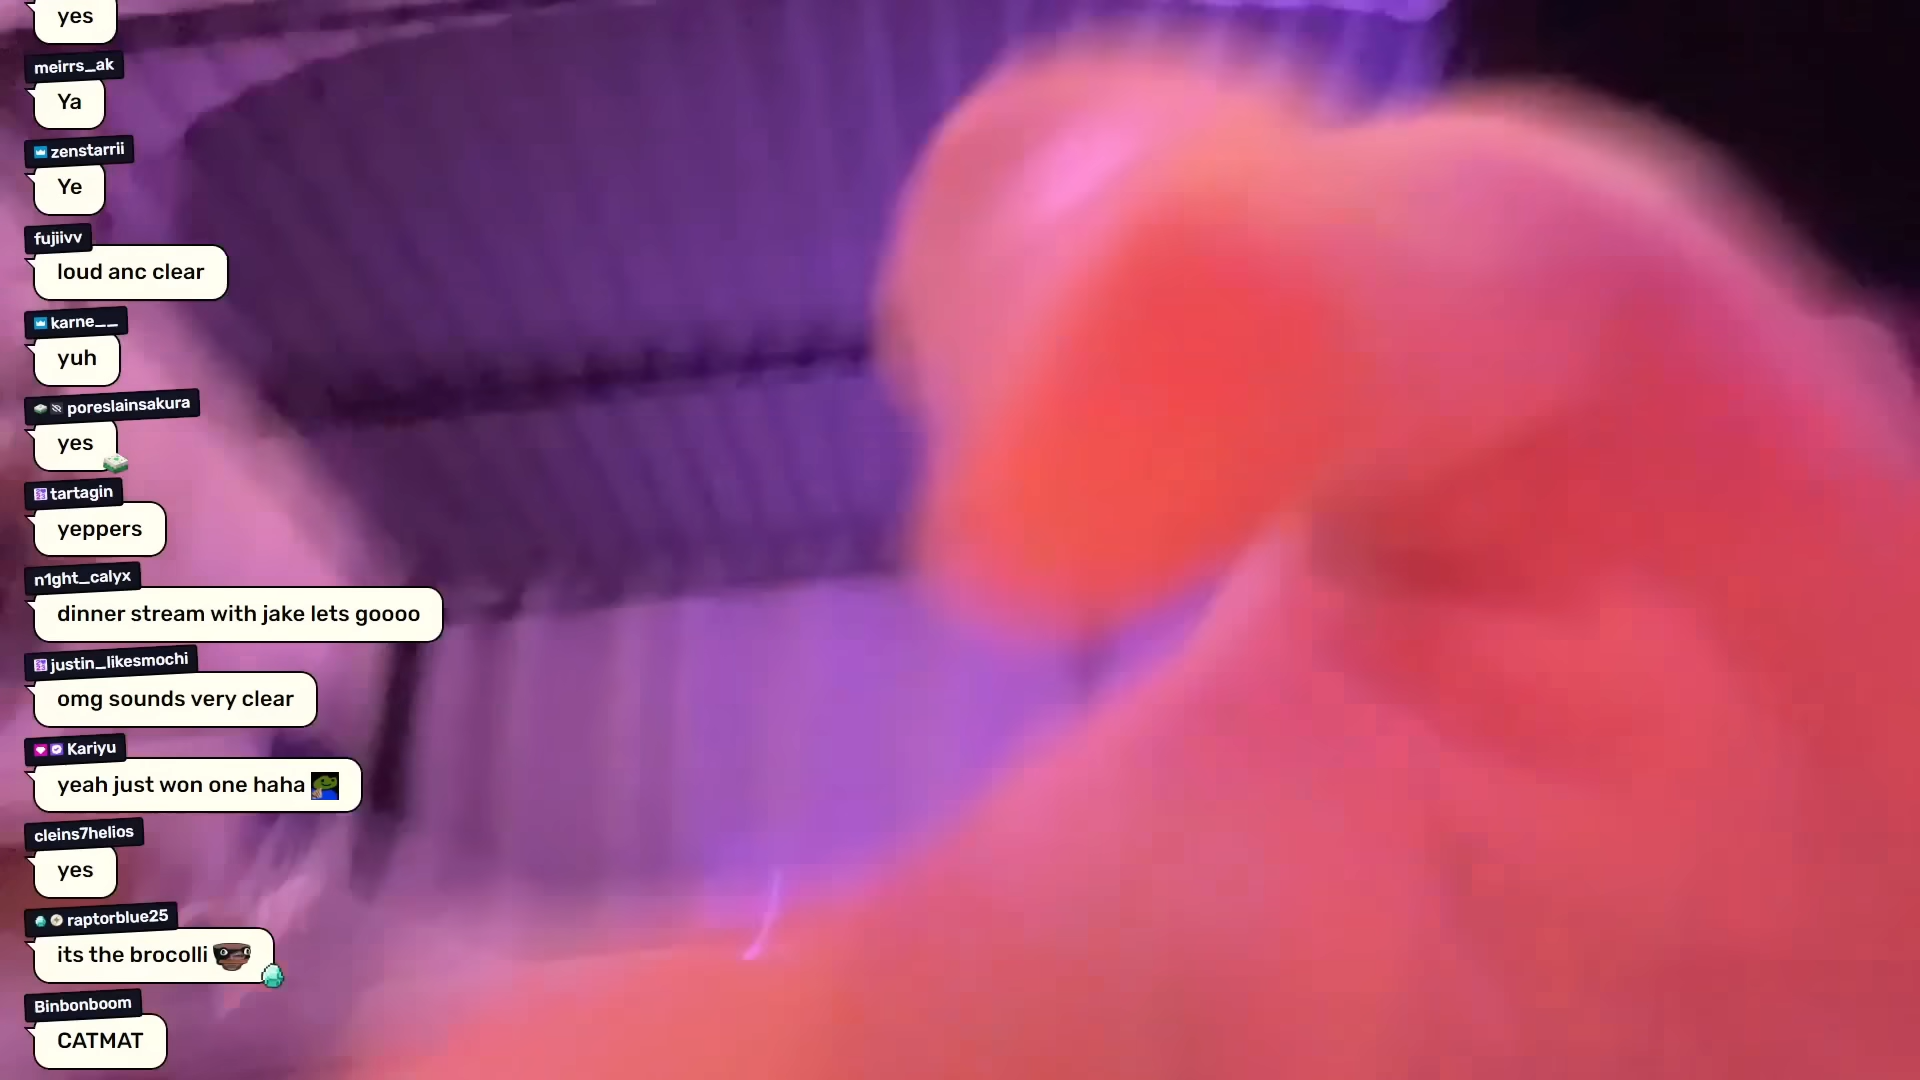 yes
meirrs_ak
Ya
zenstarrii
Ye
fujiivv
loud anc clear
karne__
yuh
poreslainsakura
yes
tartagin
yeppers
n1ght_calyx
dinner stream with jake lets goooo
justin_likesmochi
omg sounds very clear
Kariyu
yeah just won one haha
cleins7helios
yes
raptorblue25
its the brocolli
Binbonboom
CATMAT